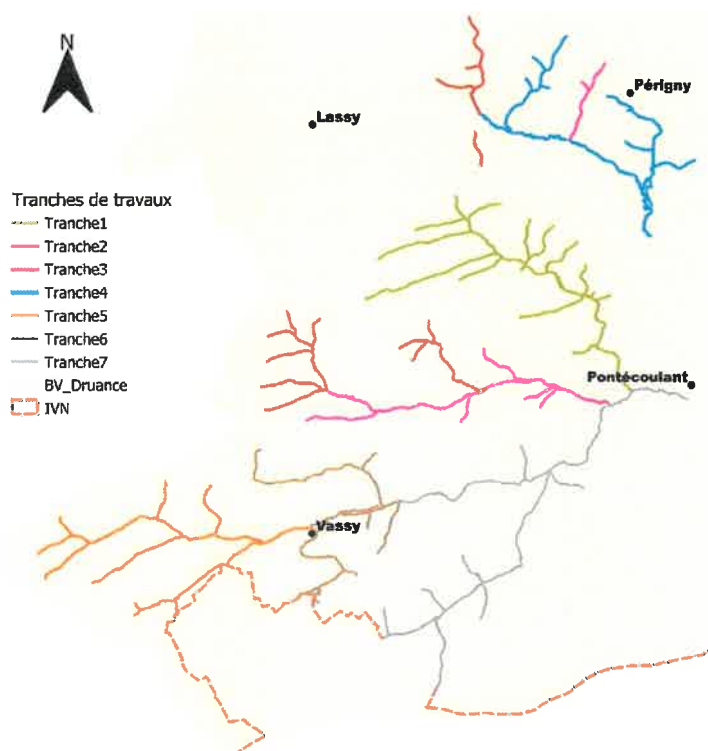 N
Périgny
Lassy
Tranches de travaux
Tranche1
Tranche2
Tranche3
Tranche4
Tranche5
Tranche6
Tranche7
BV_Druance
IVN
Pontécoulant
Vassy